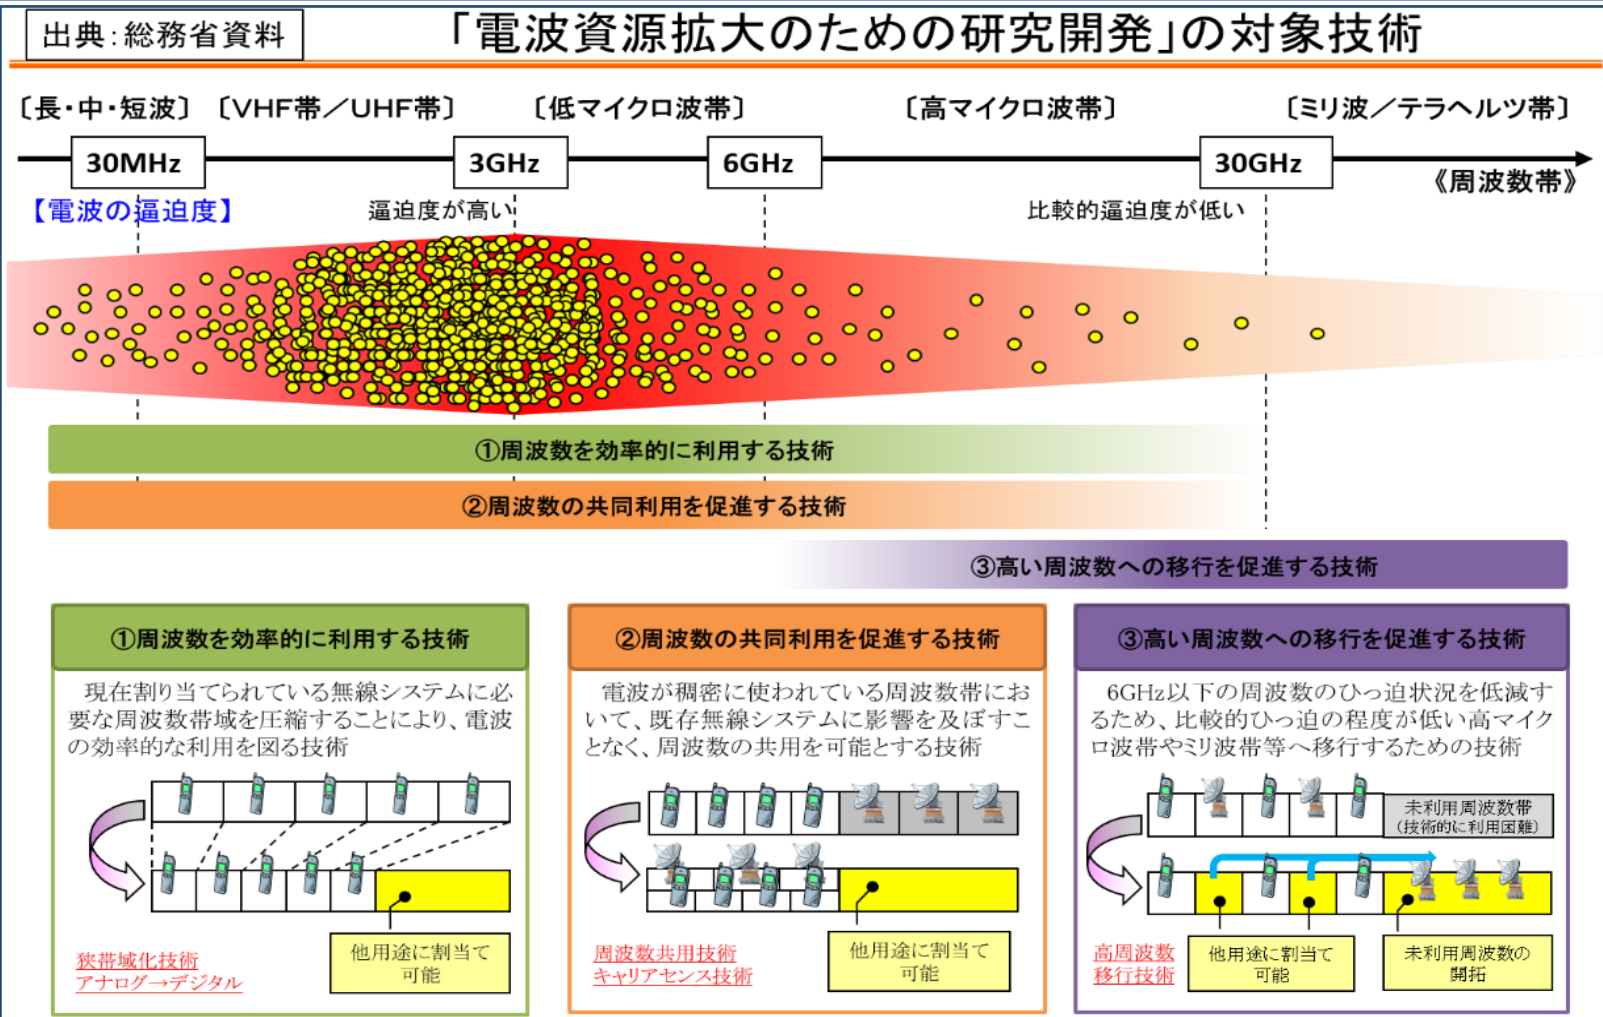 出典：総務省資料
「電波資源拡大のための研究開発」の対象技術
〔長・中・短波〕 〔VHF帯／UHF帯〕 〔低マイクロ波帯〕 〔高マイクロ波帯〕 〔ミリ波／テラヘルツ帯〕
30MHz 3GHz 6GHz 30GHz
《周波数帯》
【電波の逼迫度】 逼迫度が高い 比較的逼迫度が低い
①周波数を効率的に利用する技術
②周波数の共同利用を促進する技術
③高い周波数への移行を促進する技術
①周波数を効率的に利用する技術
現在割り当てられている無線システムに必
要な周波数帯域を圧縮することにより、電波
の効率的な利用を図る技術
他用途に割当て
可能
狭帯域化技術
アナログ→デジタル
②周波数の共同利用を促進する技術
電波が稠密に使われている周波数帯にお
いて、既存無線システムに影響を及ぼすこ
となく、周波数の共用を可能とする技術
他用途に割当て
可能
周波数共用技術
キャリアセンス技術
③高い周波数への移行を促進する技術
6GHz以下の周波数のひっ迫状況を低減す
るため、比較的ひっ迫の程度が低い高マイク
ロ波帯やミリ波帯等へ移行するための技術
未利用周波数帯
(技術的に利用困難)
高周波数
移行技術
他用途に割当て
可能
未利用周波数の
開拓